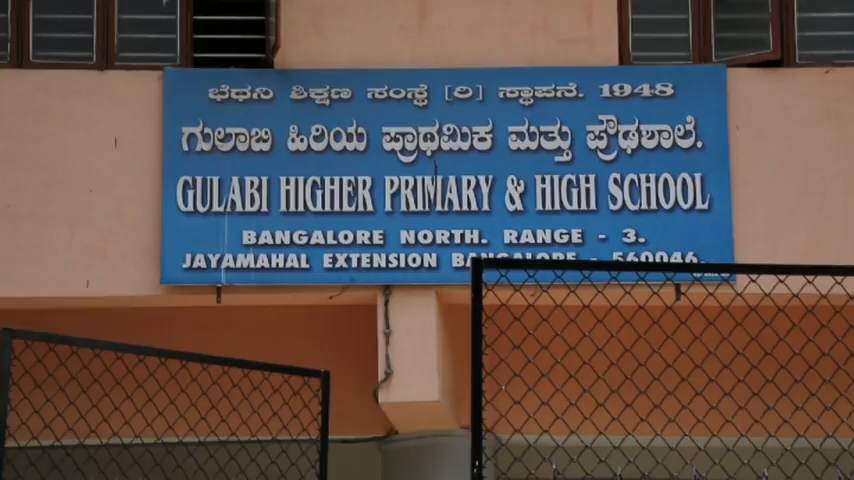 ಭೆಥನಿ ಶಿಕ್ಷಣ ಸಂಸ್ಥೆ [ರಿ] ಸ್ಥಾಪನೆ. 1948
ಗುಲಾಬಿ ಹಿರಿಯ ಪ್ರಾಥಮಿಕ ಮತ್ತು ಪ್ರೌಢಶಾಲೆ.
GULABI HIGHER PRIMARY & HIGH SCHOOL
BANGALORE NORTH. RANGE - 3.
JAYAMAHAL EXTENSION BANGALORE - 560046.